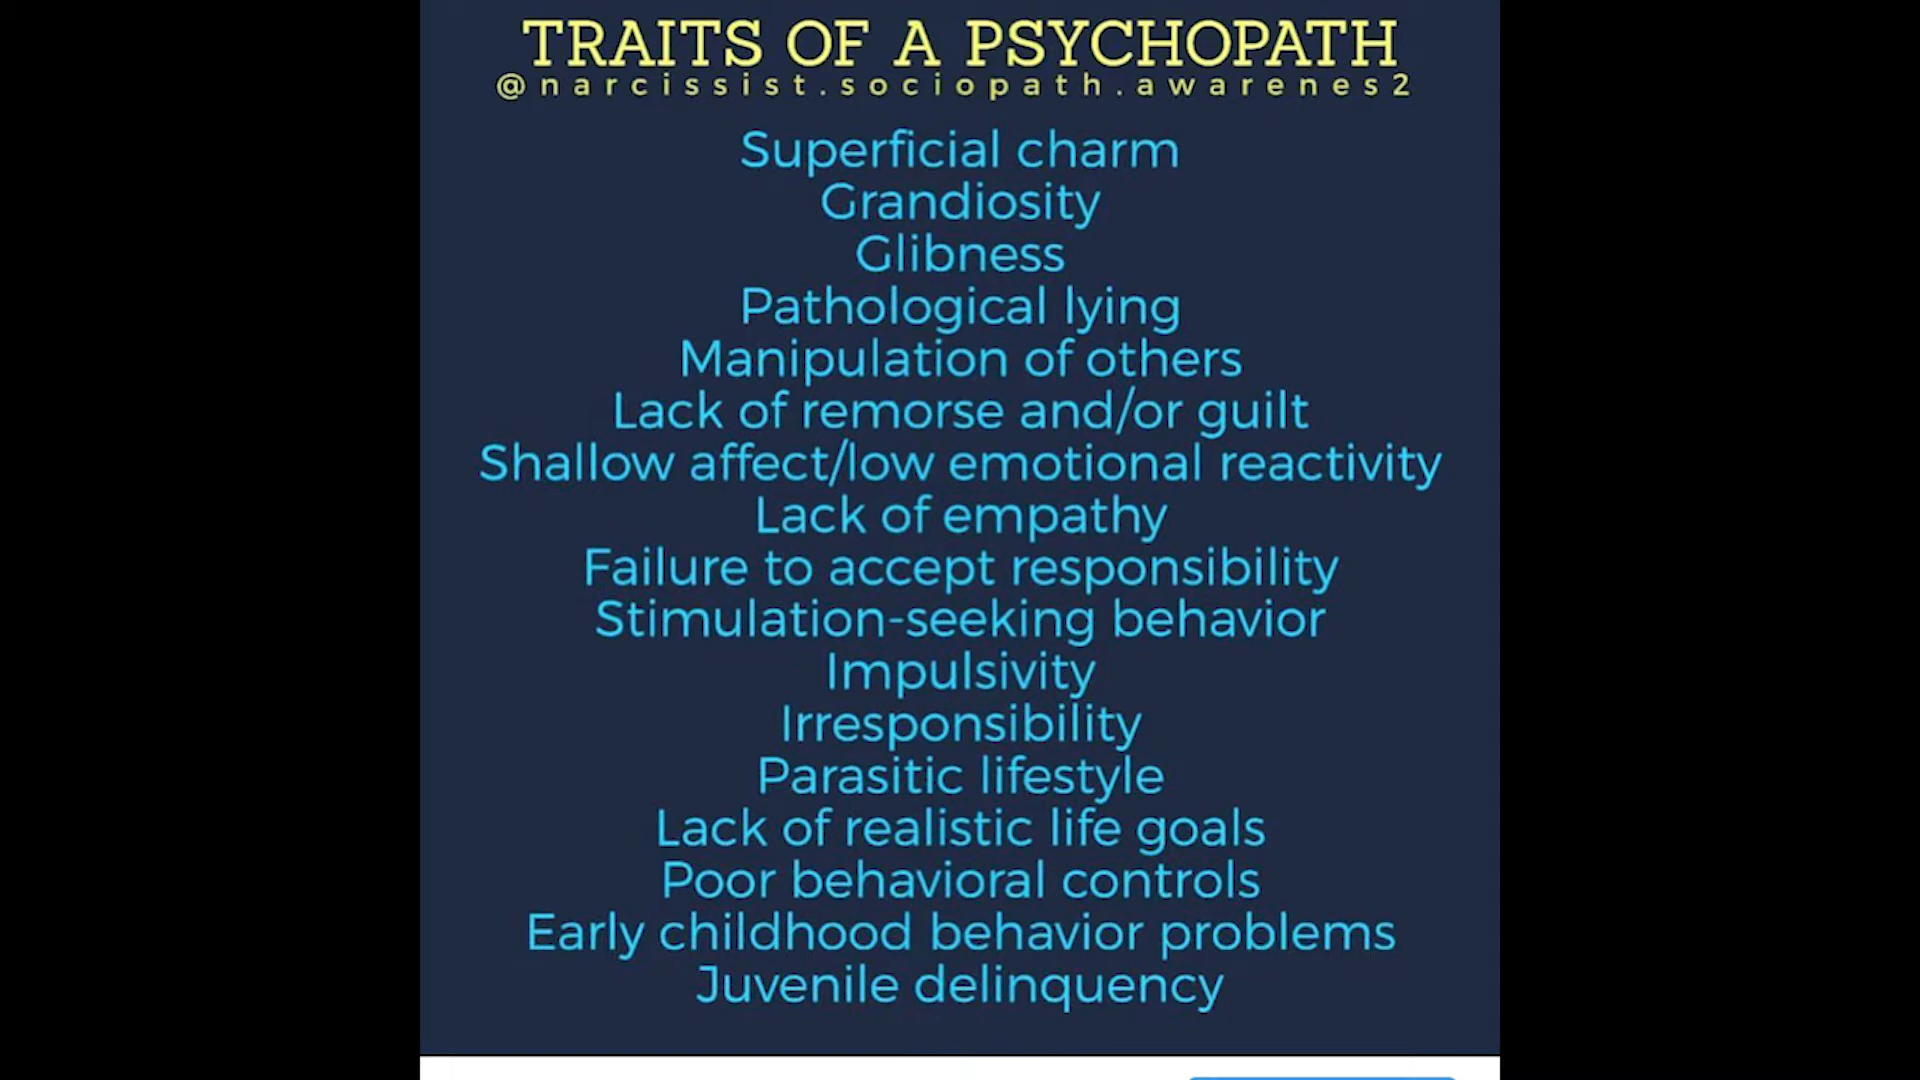 TRAITS OF A PSYCHOPATH
@narcissist.sociopath.awarenes2
Superficial charm
Grandiosity
Glibness
Pathological lying
Manipulation of others
Lack of remorse and/or guilt
Shallow affect/low emotional reactivity
Lack of empathy
Failure to accept responsibility
Stimulation-seeking behavior
Impulsivity
Irresponsibility
Parasitic lifestyle
Lack of realistic life goals
Poor behavioral controls
Early childhood behavior problems
Juvenile delinquency